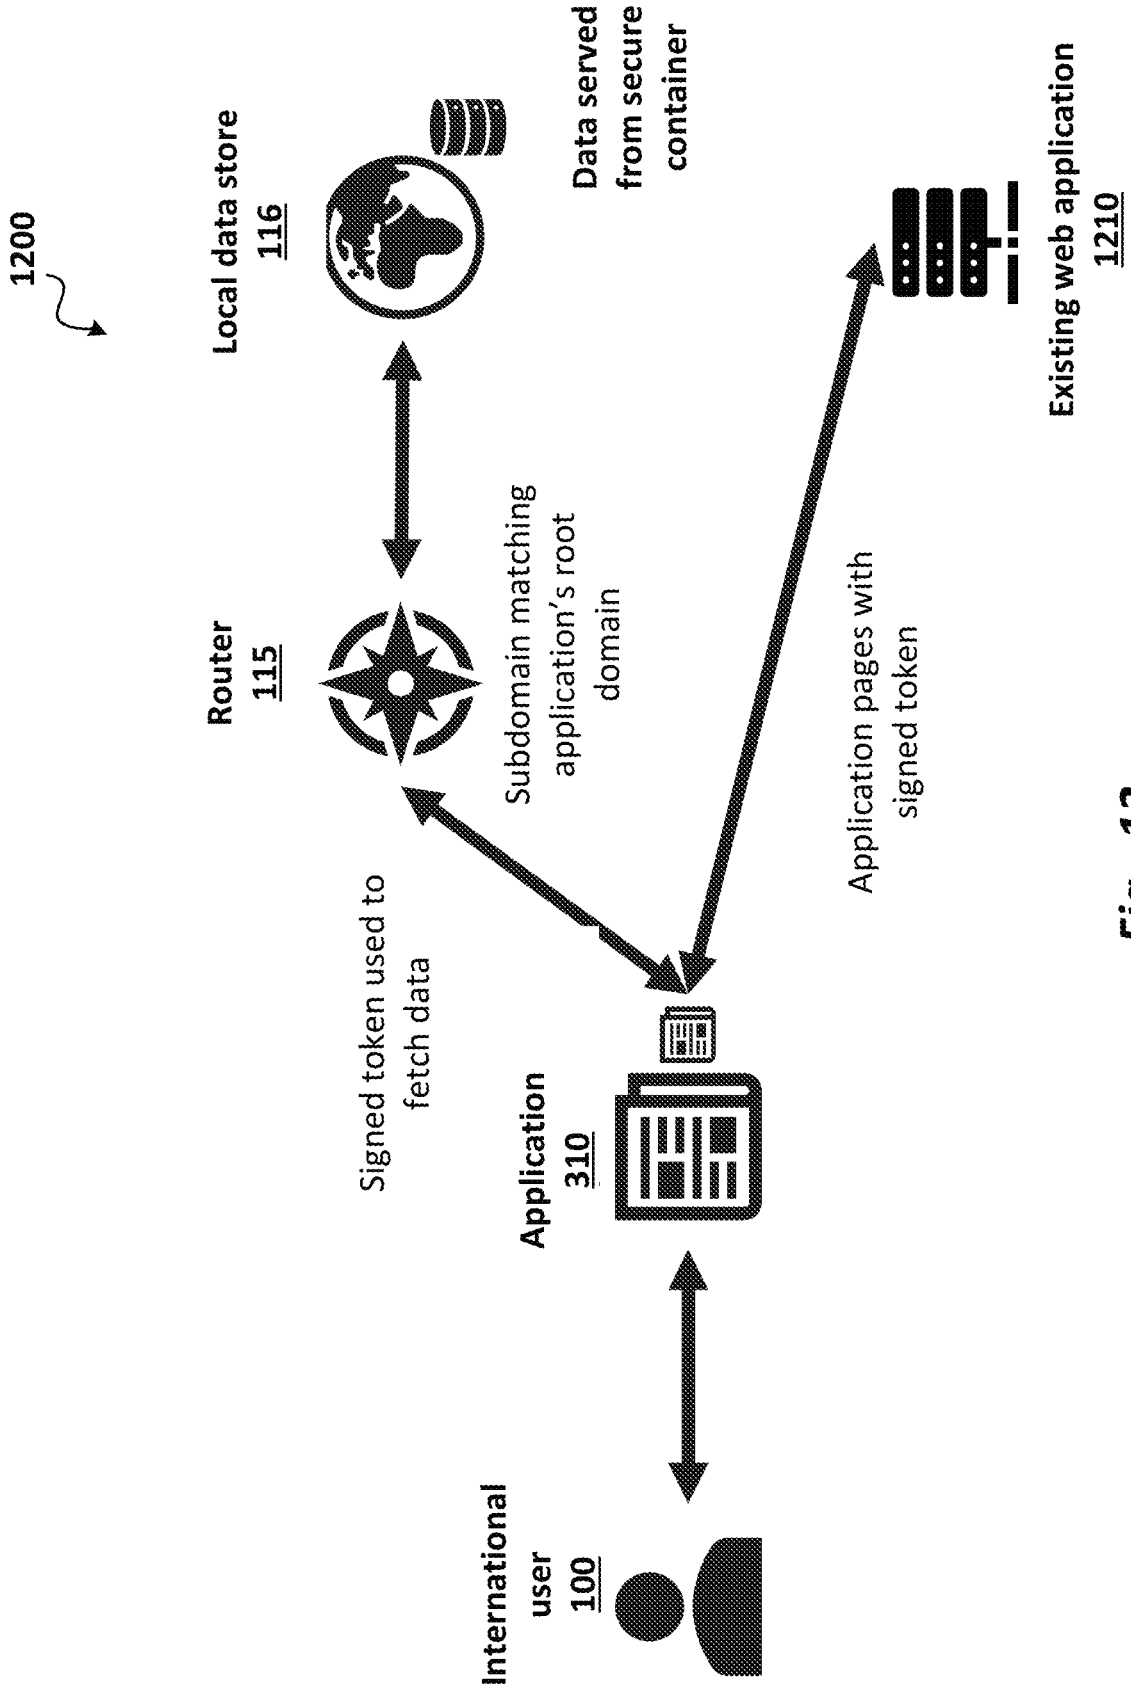 1200
Local data store
116
Data served
from secure
container
Router
115
Subdomain matching
application's root
domain
Signed token used to
fetch data
Application
310
International
user
100
Application pages with
signed token
Existing web application
1210